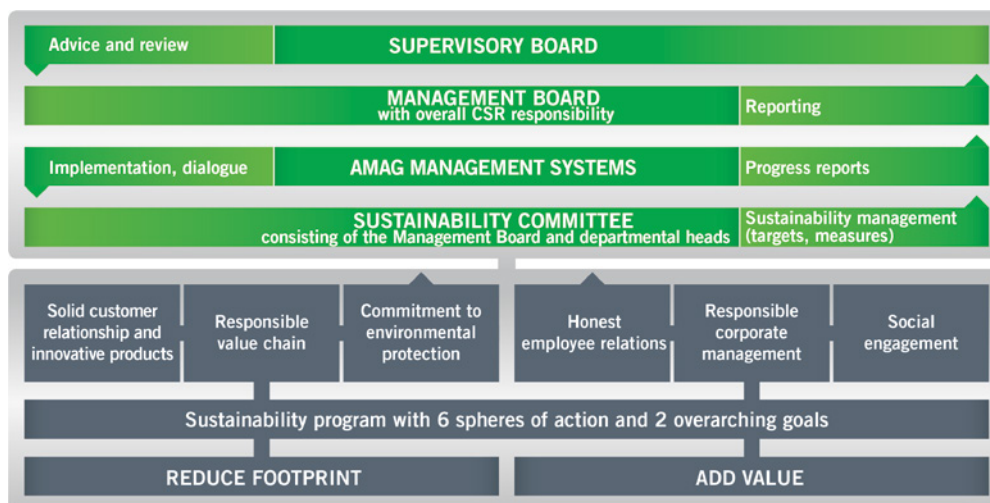 Advice and review
SUPERVISORY BOARD
MANAGEMENT BOARD
with overall CSR responsibility
Reporting
Implementation, dialogue
AMAG MANAGEMENT SYSTEMS
Progress reports
SUSTAINABILITY COMMITTEE
consisting of the Management Board and departmental heads
Sustainability management
(targets, measures)
Solid customer
relationship and
innovative products
Responsible
value chain
Commitment to
environmental
protection
Honest
employee relations
Responsible
corporate
management
Social
engagement
Sustainability program with 6 spheres of action and 2 overarching goals
REDUCE FOOTPRINT
ADD VALUE